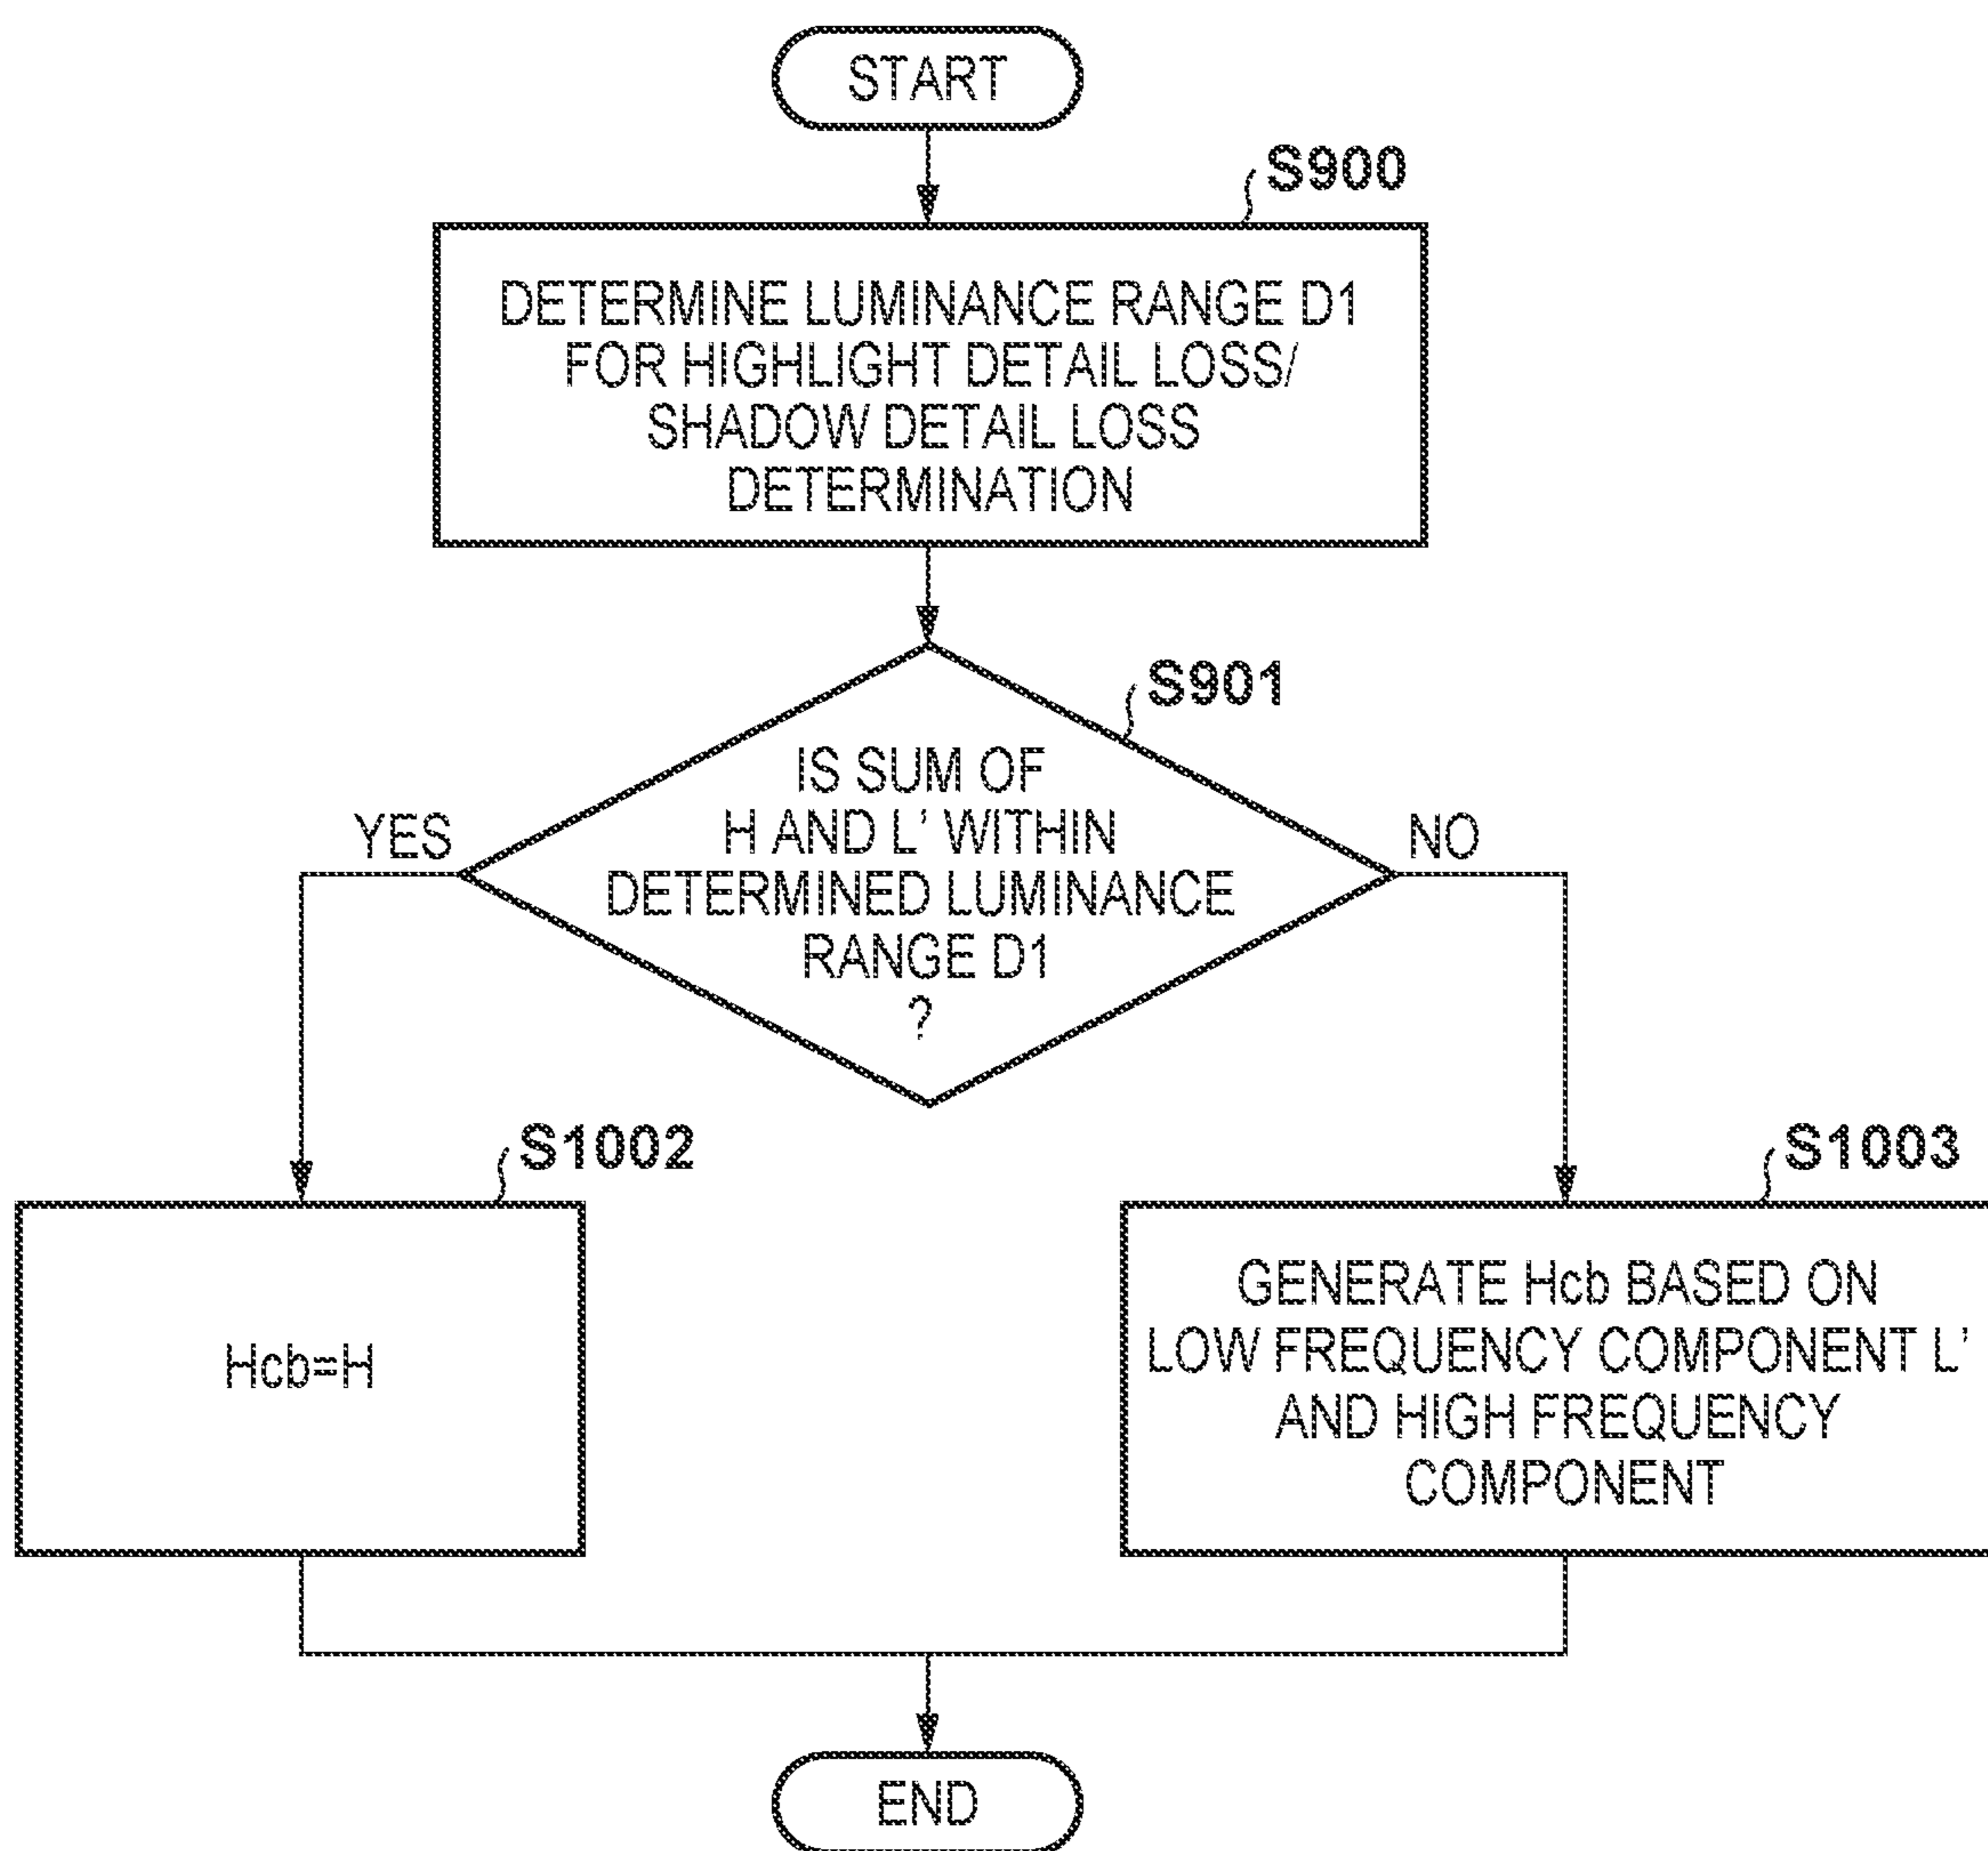 START
S900
DETERMINE LUMINANCE RANGE D1
FOR HIGHLIGHT DETAIL LOSS/
SHADOW DETAIL LOSS
DETERMINATION
S901
IS SUM OF
H AND L' WITHIN
DETERMINED LUMINANCE
RANGE D1
?
YES
NO
S1002
Hcb=H
S1003
GENERATE Hcb BASED ON
LOW FREQUENCY COMPONENT L'
AND HIGH FREQUENCY
COMPONENT
END